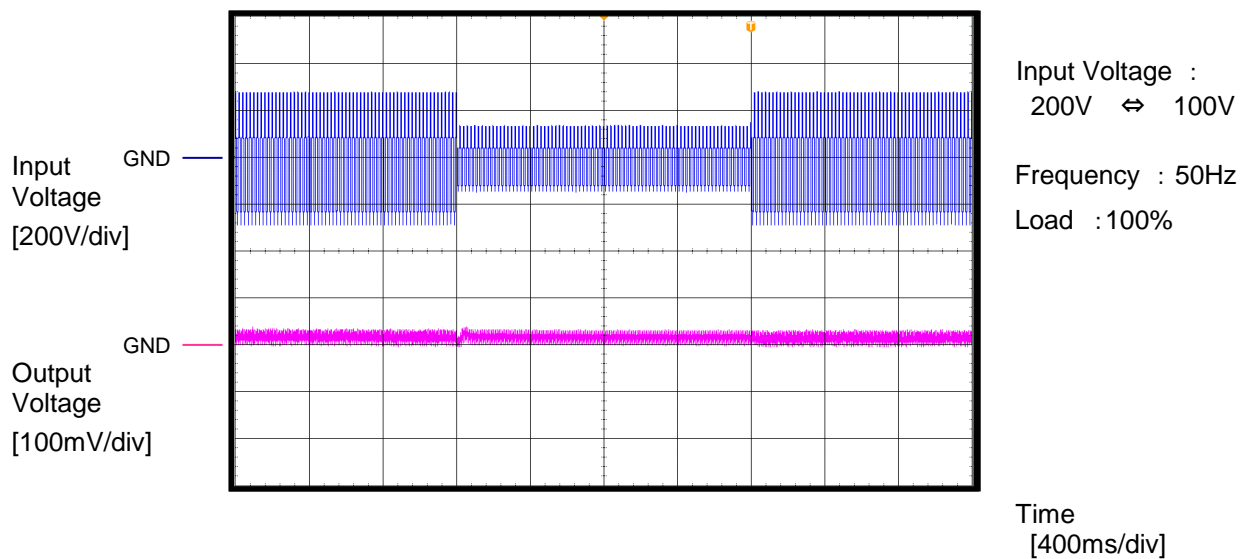 T
Input Voltage :
200V ⇔ 100V
Input
Voltage
[200V/div]
GND
Frequency : 50Hz
Load :100%
GND
Output
Voltage
[100mV/div]
Time
[400ms/div]